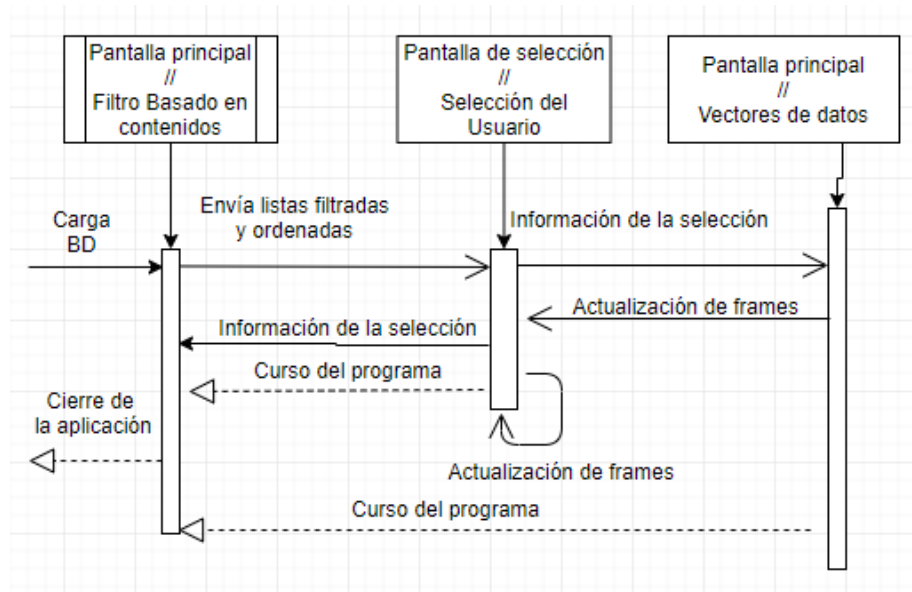 Pantalla principal
//
Filtro Basado en
contenidos
Pantalla de selección
//
Selección del
Usuario
Pantalla principal
//
Vectores de datos
Carga
BD
Envía listas filtradas
y ordenadas
Información de la selección
Actualización de frames
Información de la selección
Curso del programa
Cierre de
la aplicación
Actualización de frames
Curso del programa